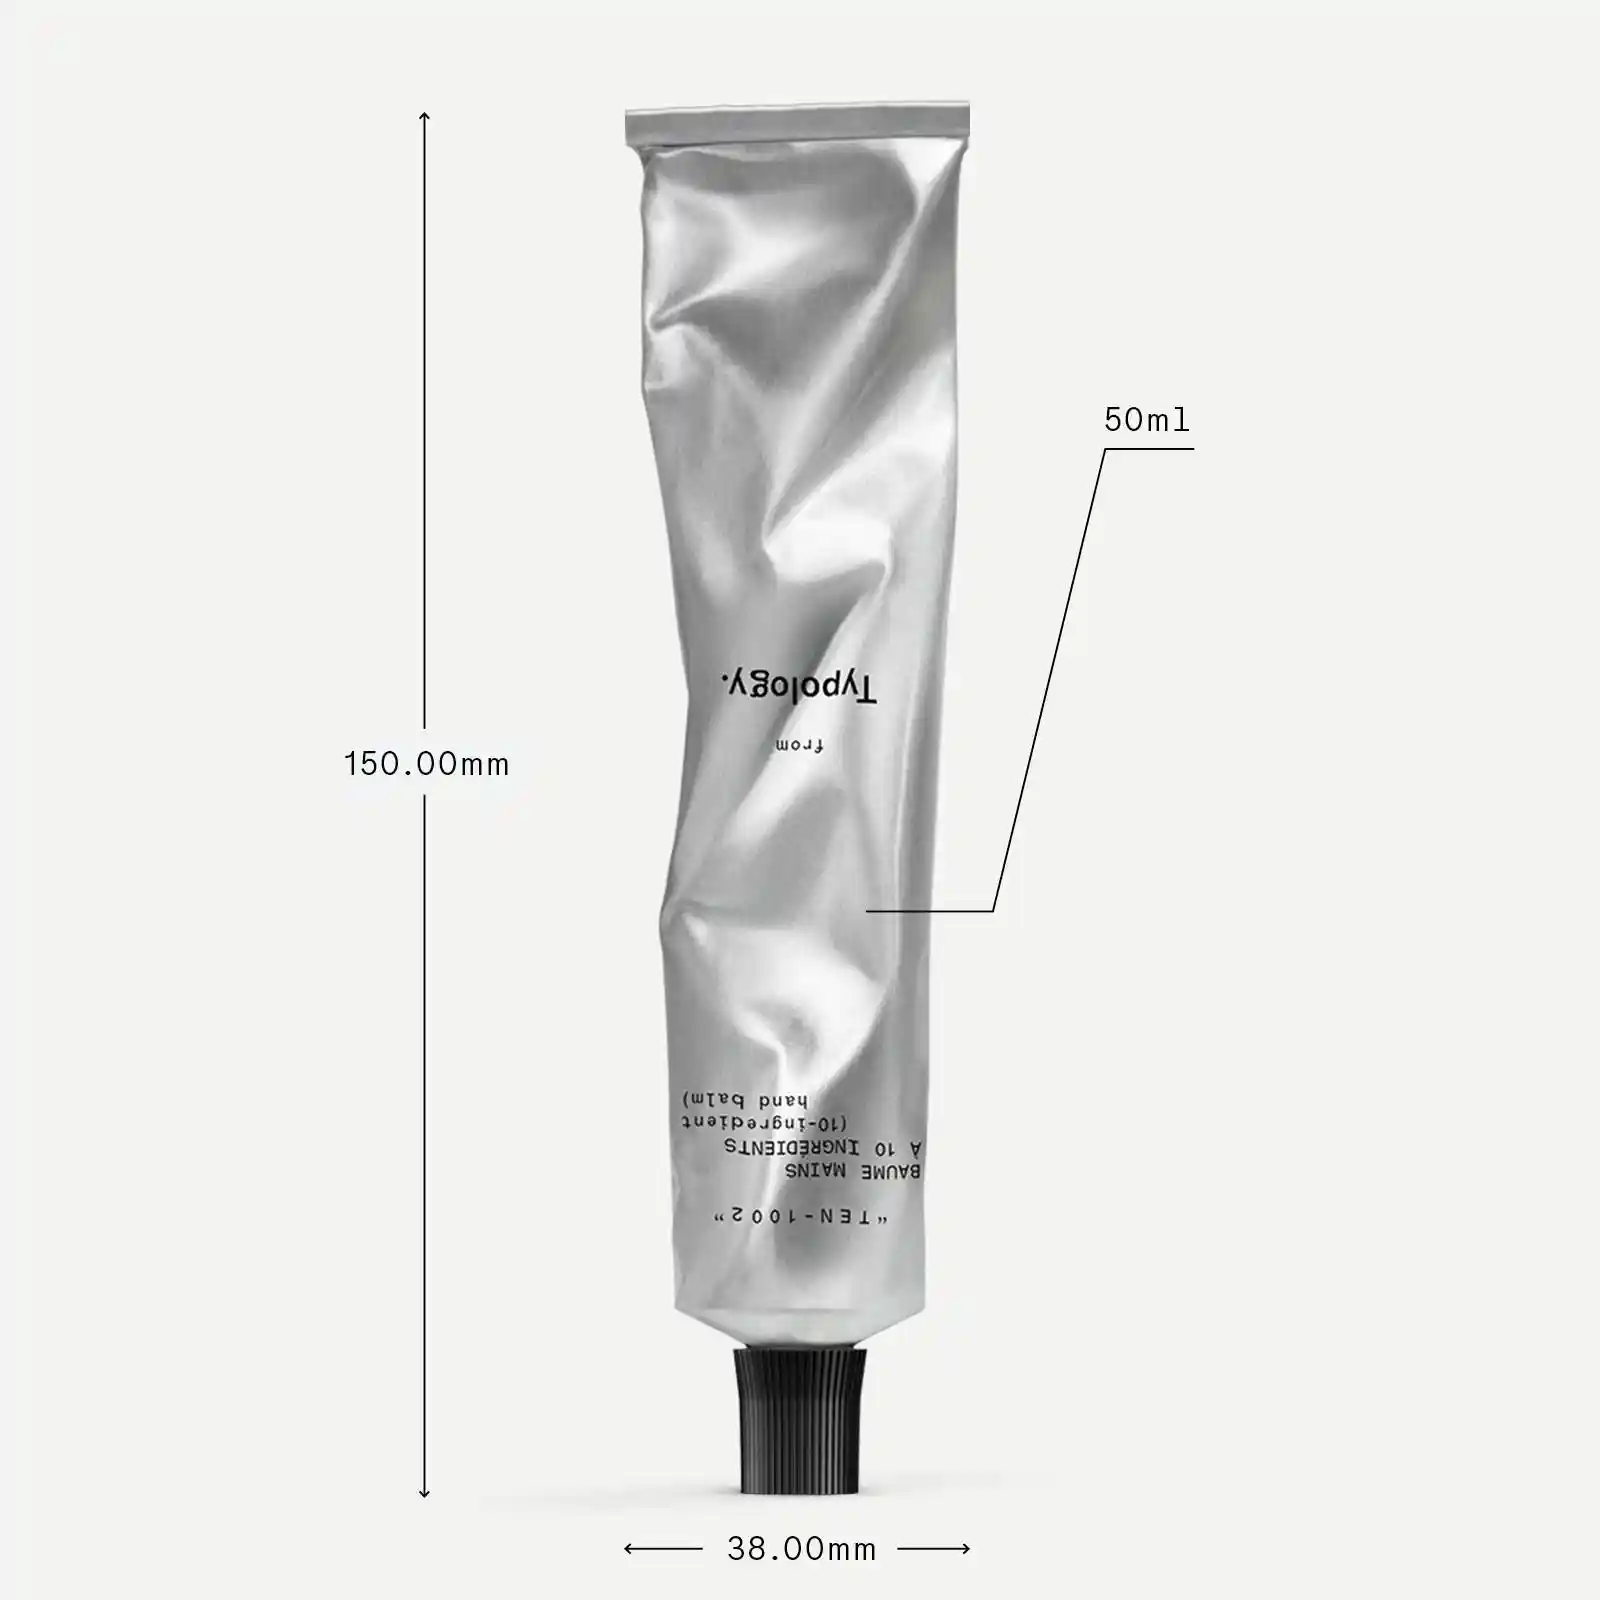 50ml
150.00mm
"TEN-1002"
BAUME MAINS
À 10 INGRÉDIENTS
(10-ingredient
hand balm)
from
Typology.
38.00mm